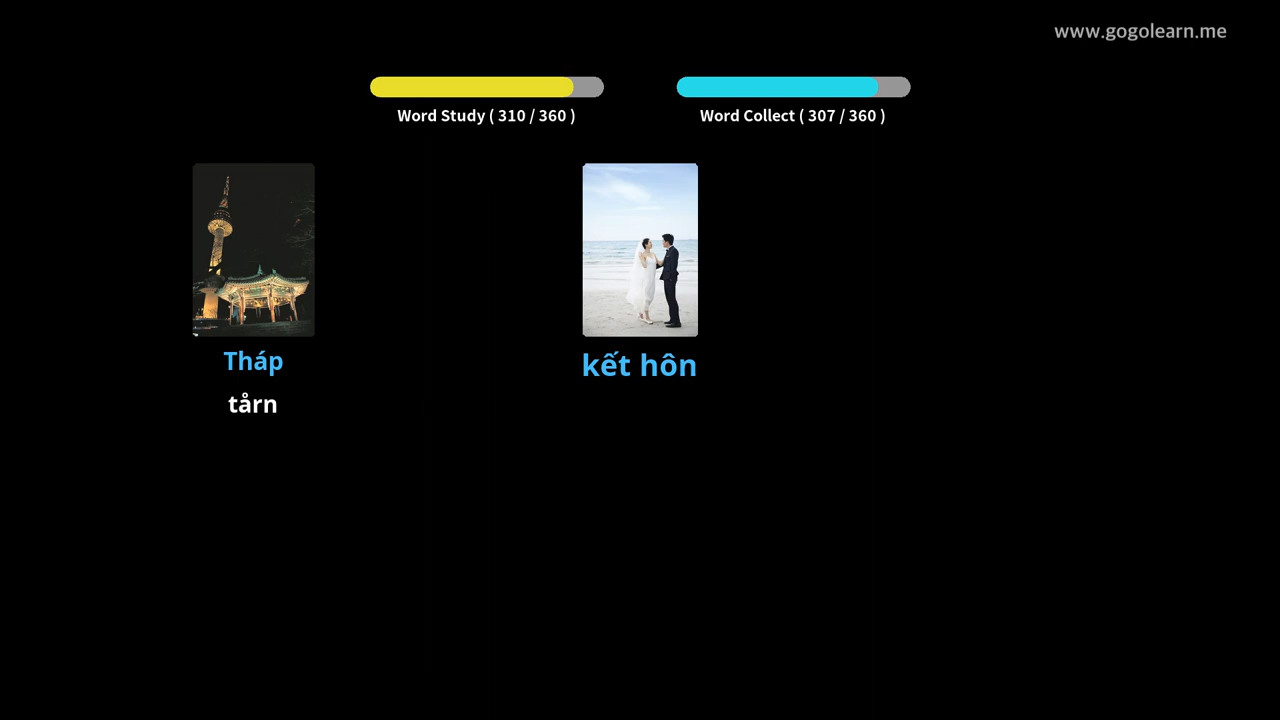 www.gogolearn.me
Word Study ( 310 / 360 )
Word Collect ( 307 / 360 )
Tháp
tårn
kết hôn